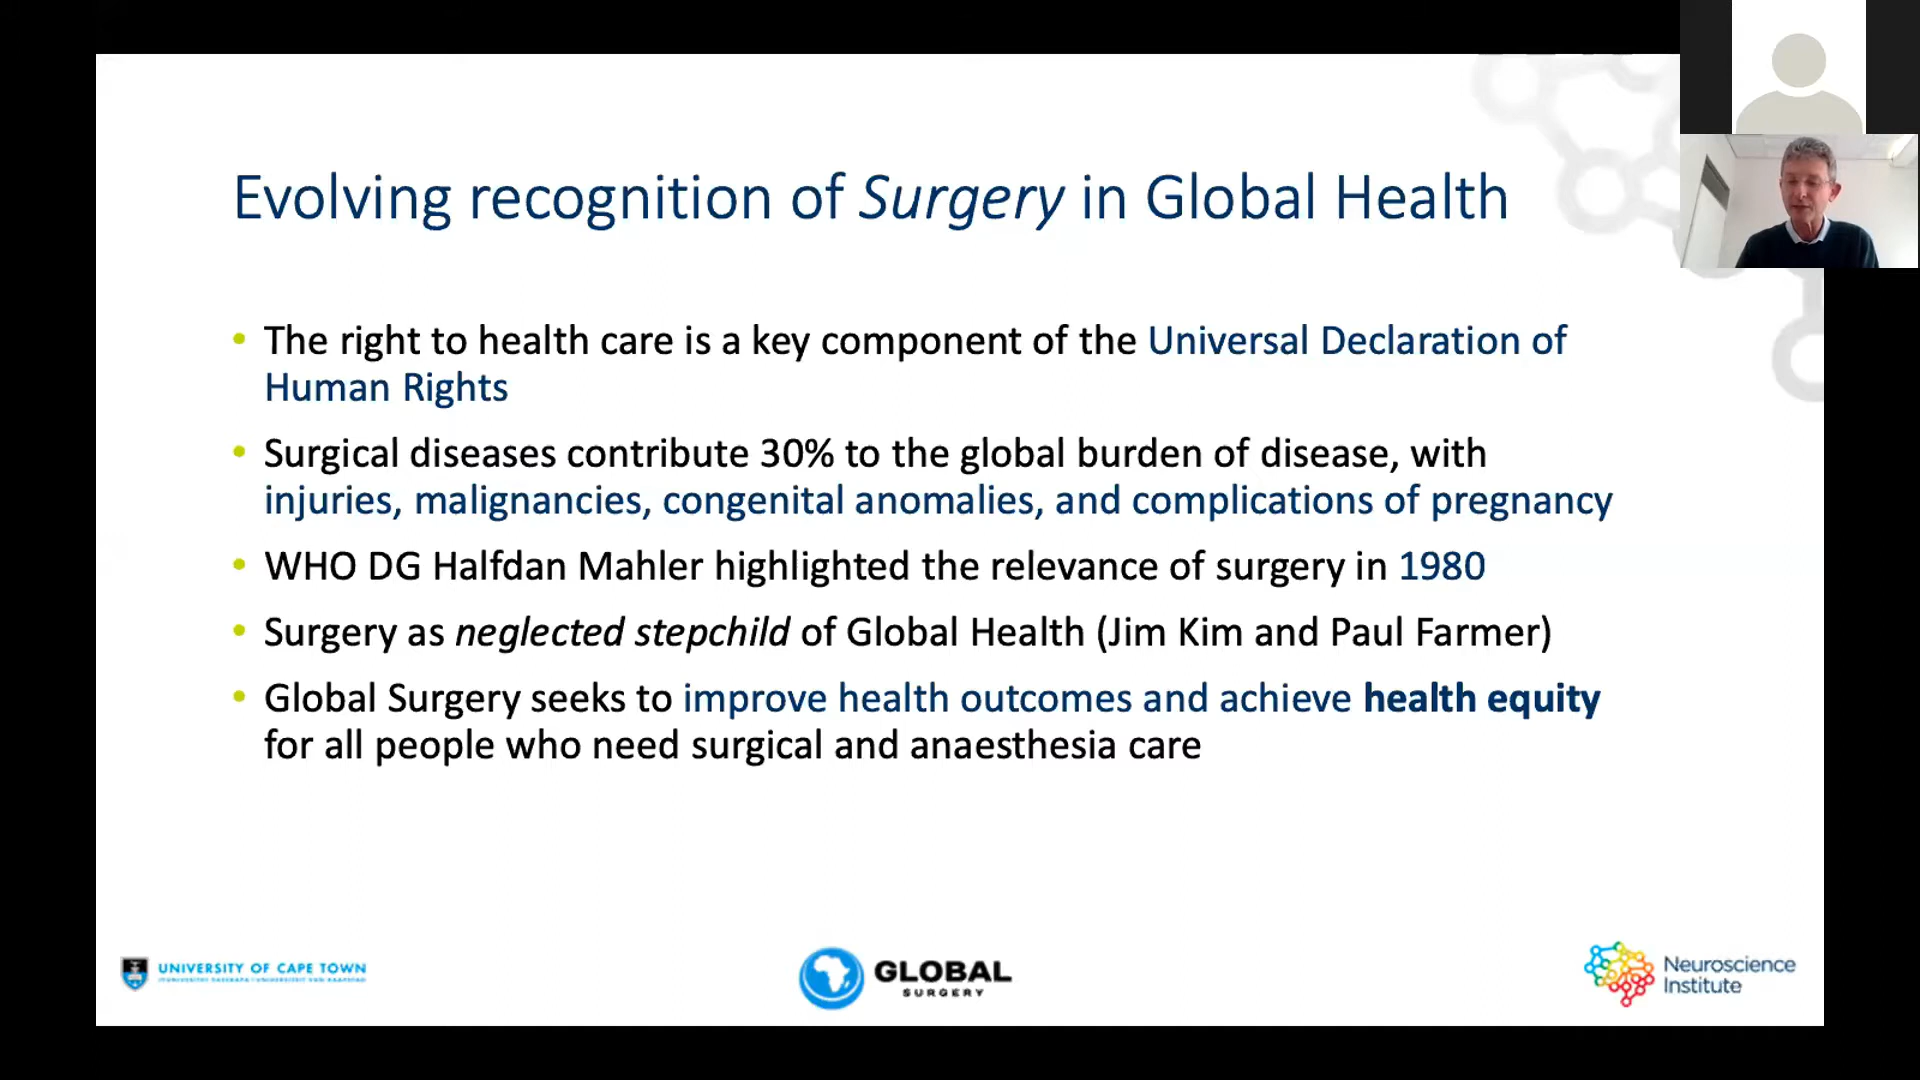 Evolving recognition of Surgery in Global Health
• The right to health care is a key component of the Universal Declaration of
Human Rights
• Surgical diseases contribute 30% to the global burden of disease, with
injuries, malignancies, congenital anomalies, and complications of pregnancy
• WHO DG Halfdan Mahler highlighted the relevance of surgery in 1980
• Surgery as neglected stepchild of Global Health (Jim Kim and Paul Farmer)
• Global Surgery seeks to improve health outcomes and achieve health equity
for all people who need surgical and anaesthesia care
UNIVERSITY OF CAPE TOWN
GLOBAL
SURGERY
Neuroscience
Institute